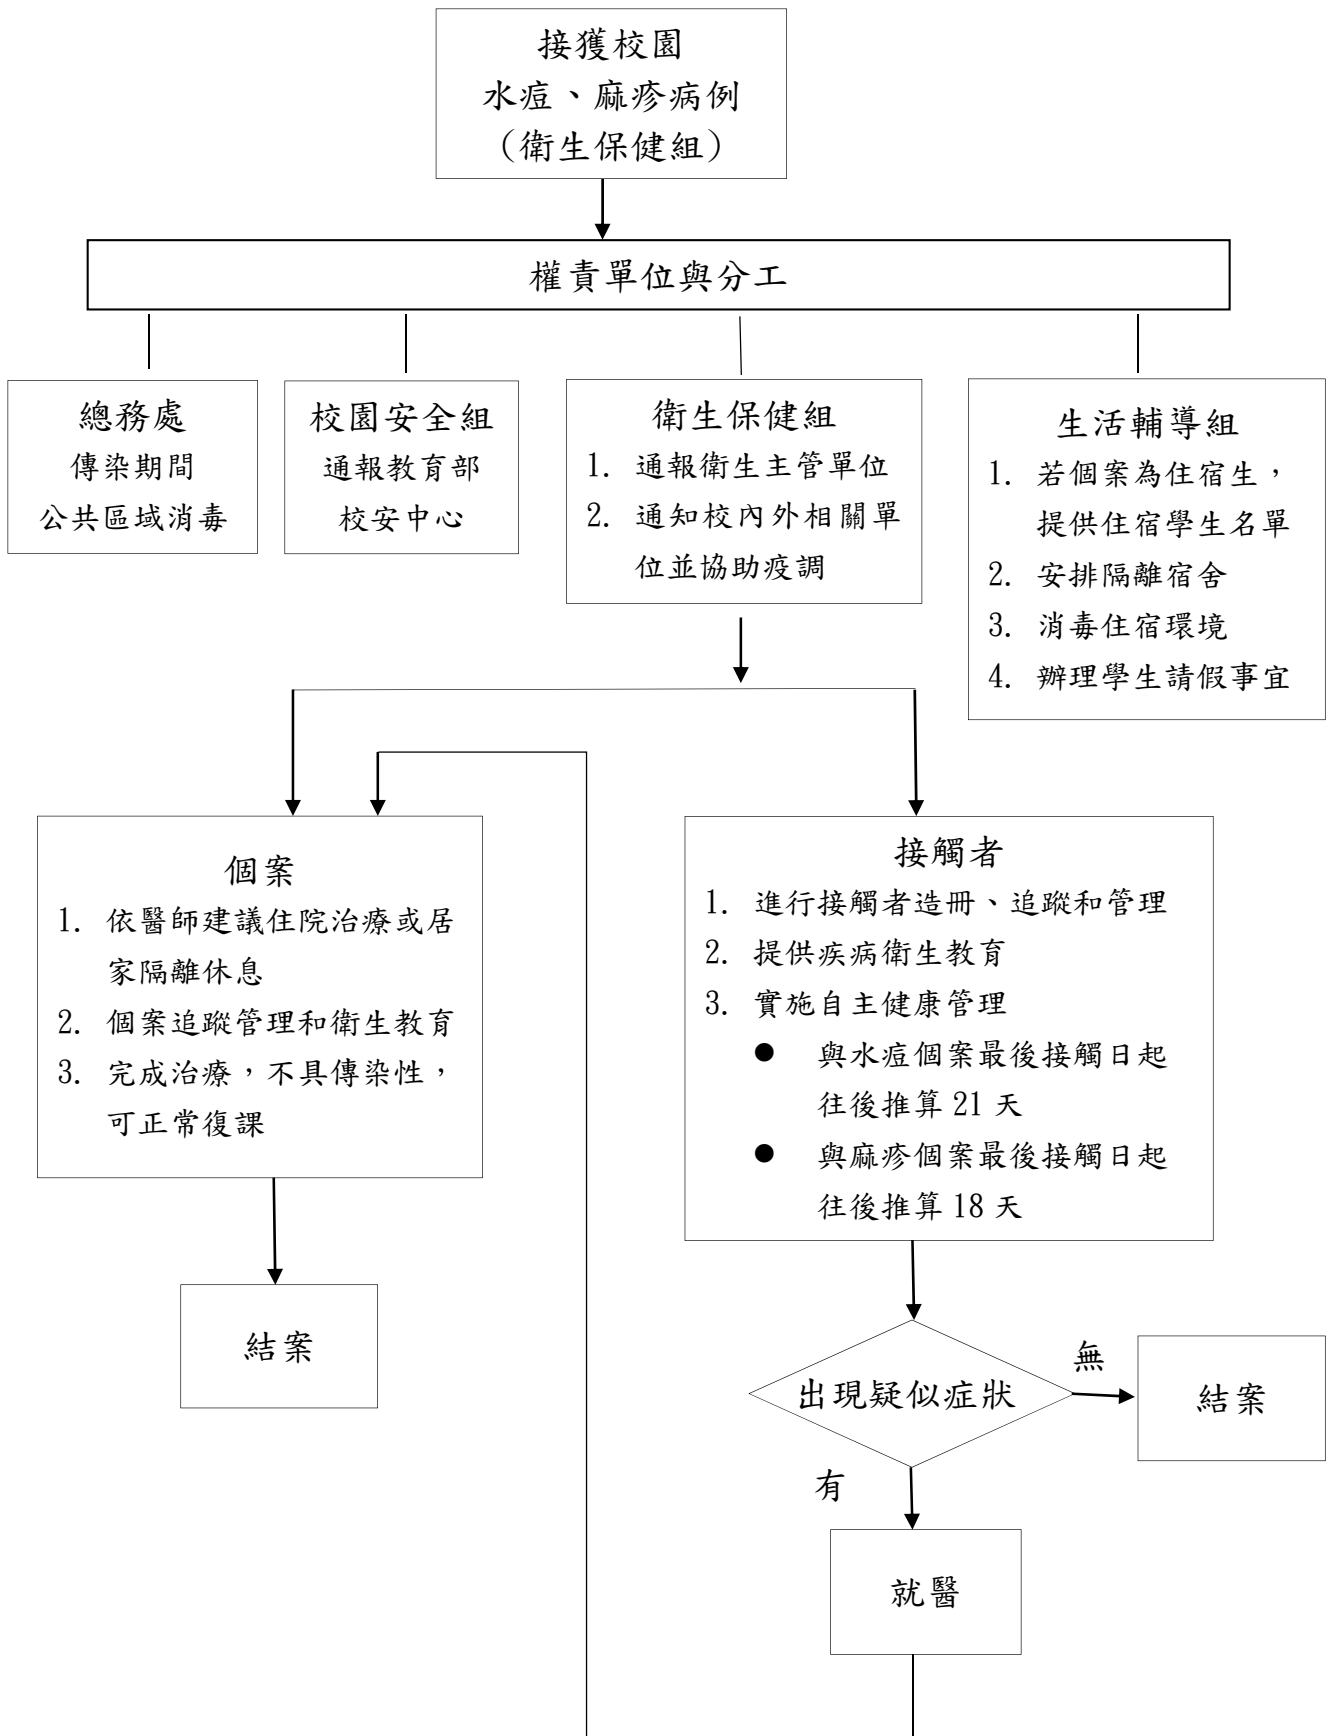 接獲校園
水痘、麻疹病例
（衛生保健組）
權責單位與分工
總務處
傳染期間
公共區域消毒
校園安全組
通報教育部
校安中心
衛生保健組
1. 通報衛生主管單位
2. 通知校內外相關單
位並協助疫調
生活輔導組
1. 若個案為住宿生，
提供住宿學生名單
2. 安排隔離宿舍
3. 消毒住宿環境
4. 辦理學生請假事宜
個案
1. 依醫師建議住院治療或居
家隔離休息
2. 個案追蹤管理和衛生教育
3. 完成治療，不具傳染性，
可正常復課
接觸者
1. 進行接觸者造冊、追蹤和管理
2. 提供疾病衛生教育
3. 實施自主健康管理
● 與水痘個案最後接觸日起
往後推算 21 天
● 與麻疹個案最後接觸日起
往後推算 18 天
結案
出現疑似症狀
無
結案
有
就醫